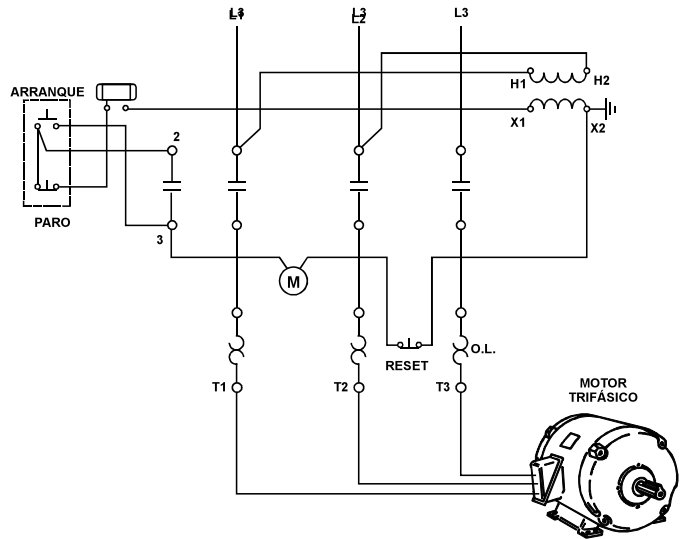 L1
L2
L3
H1
H2
ARRANQUE
X1
X2
2
PARO
3
M
RESET
O.L.
T1
T2
T3
MOTOR
TRIFÁSICO